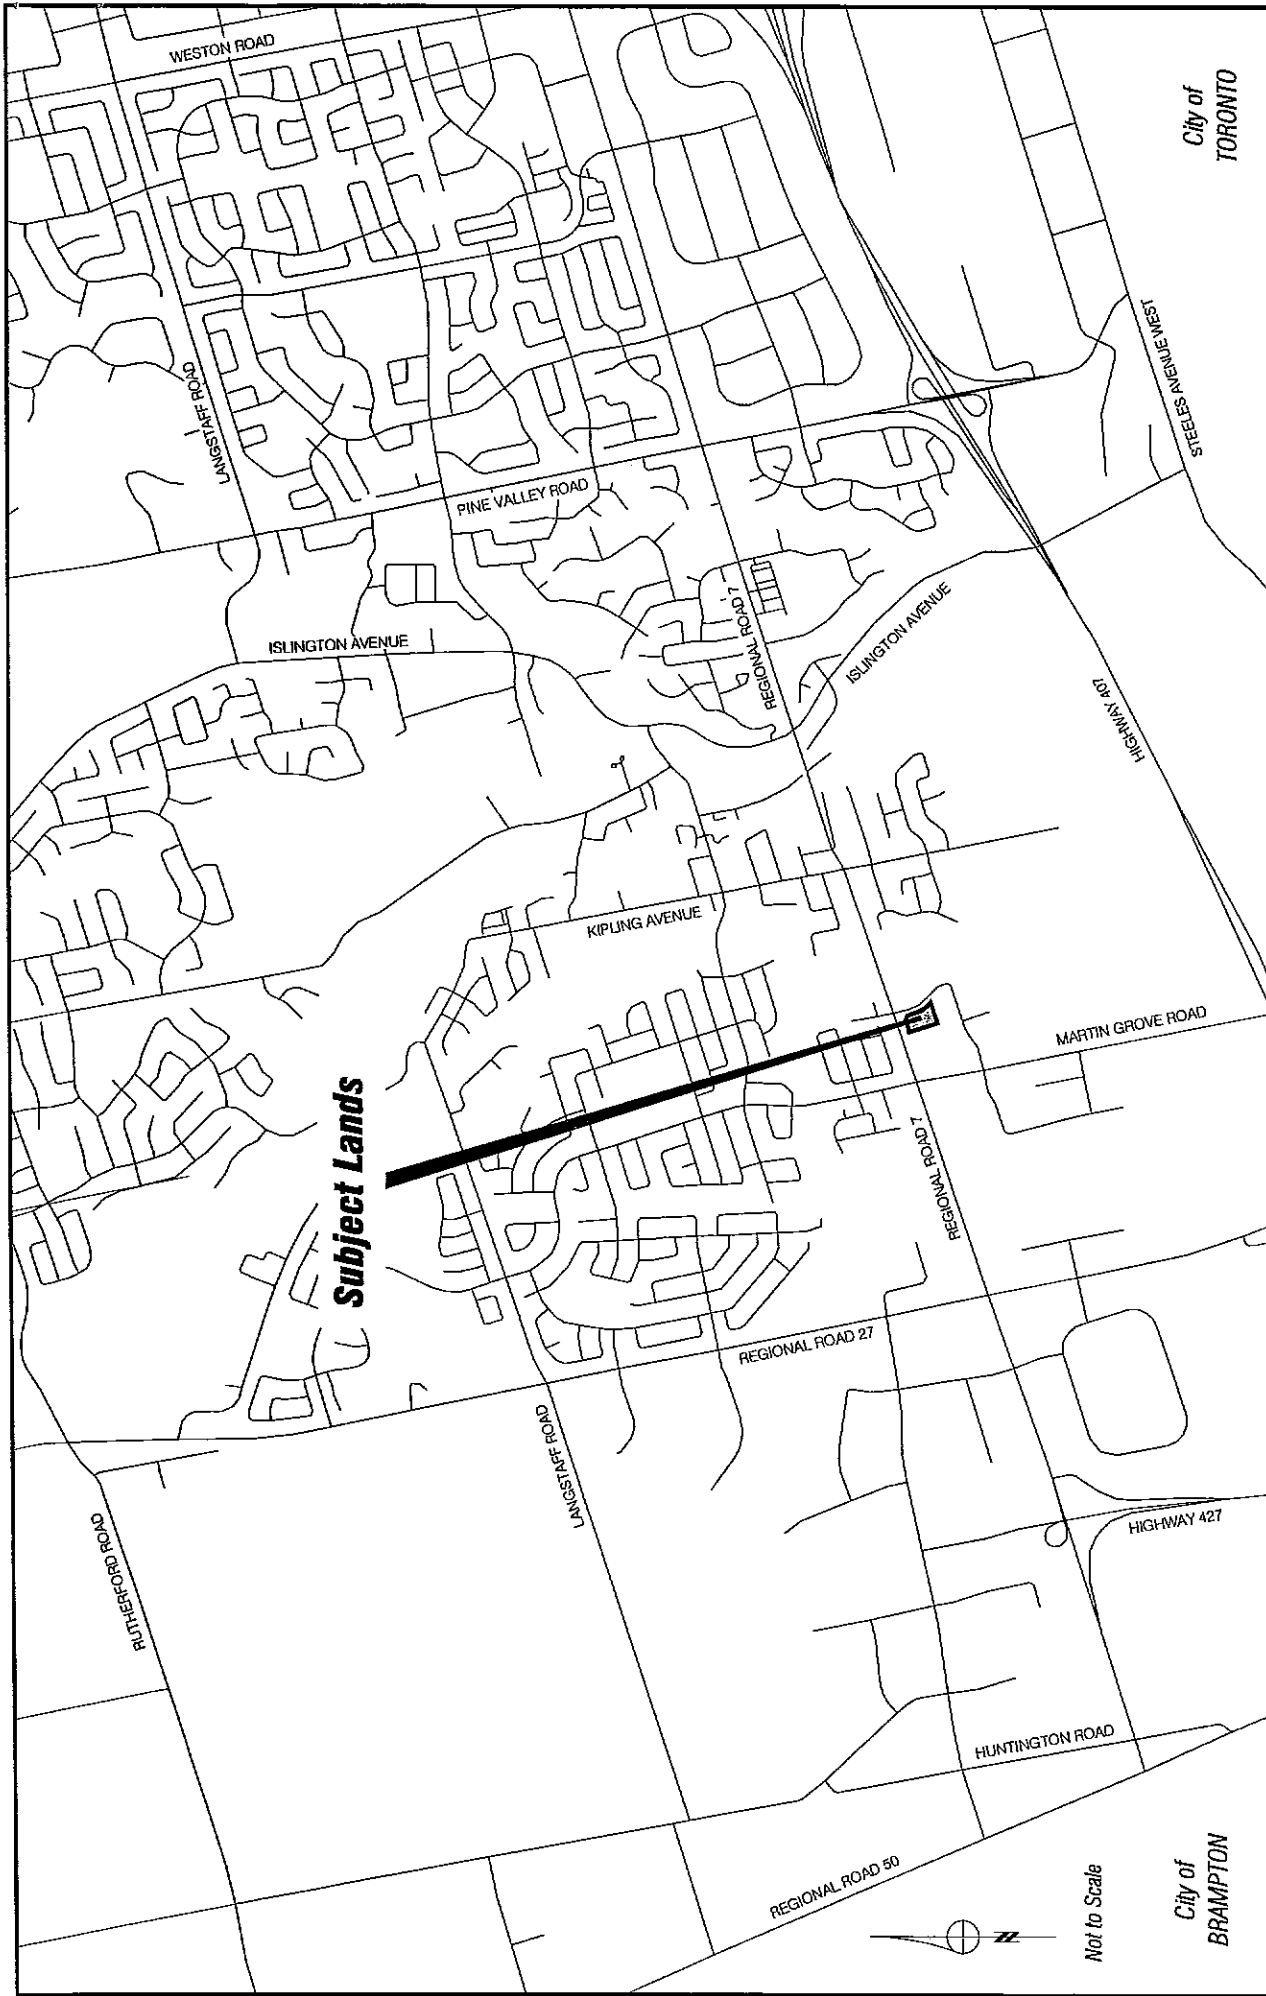 WESTON ROAD
City of
TORONTO
LANGSTAFF ROAD
STEELES AVENUE WEST
PINE VALLEY ROAD
ISLINGTON AVENUE
REGIONAL ROAD 7
ISLINGTON AVENUE
HIGHWAY 407
KIPLING AVENUE
MARTIN GROVE ROAD
Subject Lands
REGIONAL ROAD 7
REGIONAL ROAD 27
LANGSTAFF ROAD
RUTHERFORD ROAD
HIGHWAY 427
HUNTINGTON ROAD
REGIONAL ROAD 50
N
Not to Scale
City of
BRAMPTON